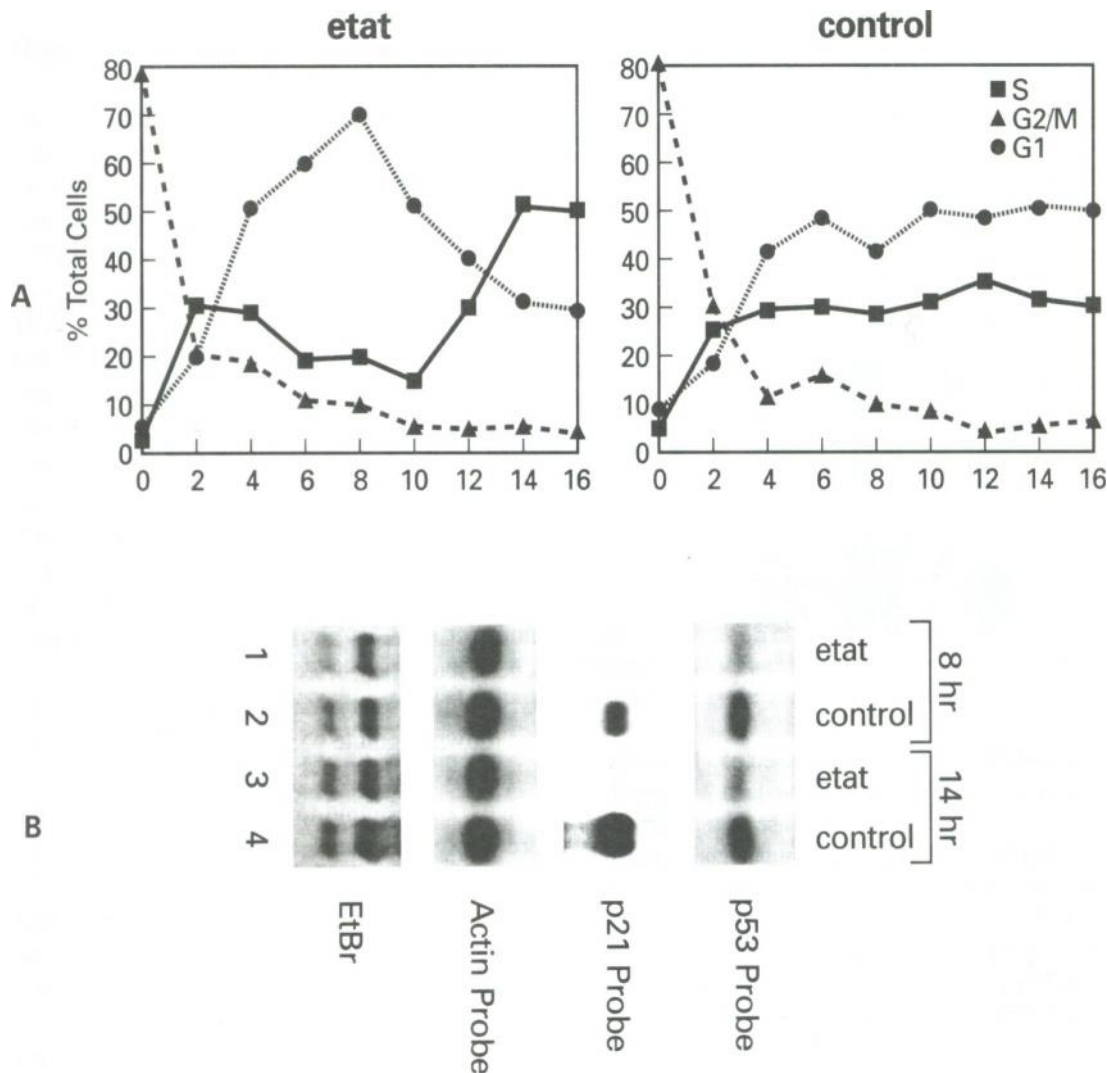 etat
control
80
70
60
50
40
30
20
10
0
% Total Cells
A
0 2 4 6 8 10 12 14 16
80
70
60
50
40
30
20
10
0
S
G2/M
G1
0 2 4 6 8 10 12 14 16
B
1
2
3
4
etat
control
etat
control
8 hr
14 hr
EtBr
Actin Probe
p21 Probe
p53 Probe